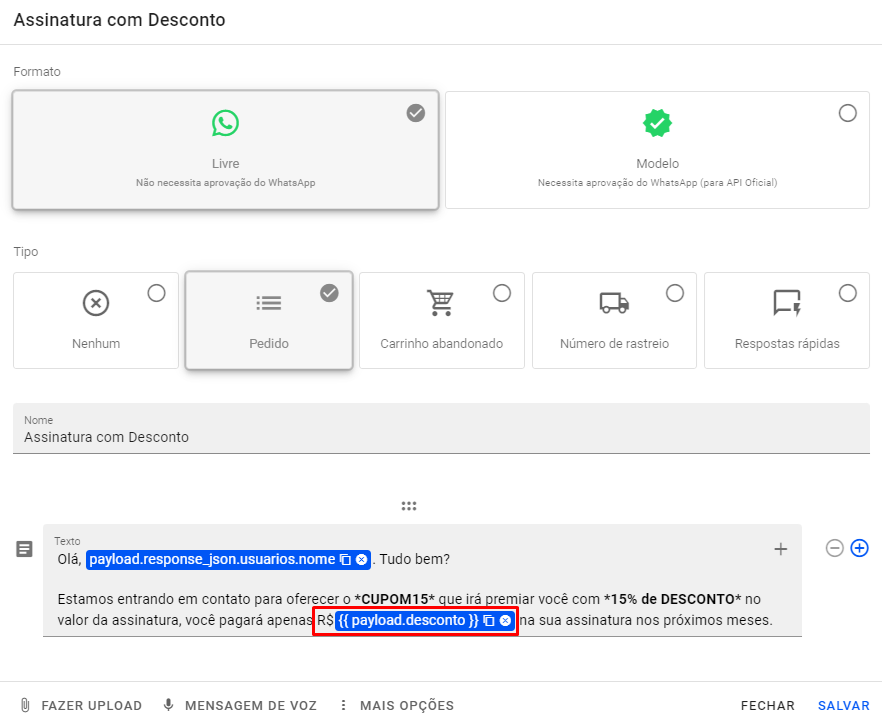 Assinatura com Desconto
Formato
Livre
Não necessita aprovação do WhatsApp
Modelo
Necessita aprovação do WhatsApp (para API Oficial)
Tipo
Nenhum
Pedido
Carrinho abandonado
Número de rastreio
Respostas rápidas
Nome
Assinatura com Desconto
Texto
Olá, payload.response_json.usuarios.nome . Tudo bem?
Estamos entrando em contato para oferecer o *CUPOM15* que irá premiar você com *15% de DESCONTO* no
valor da assinatura, você pagará apenas R$ {{ payload.desconto }} na sua assinatura nos próximos meses.
FAZER UPLOAD
MENSAGEM DE VOZ
MAIS OPÇÕES
FECHAR
SALVAR